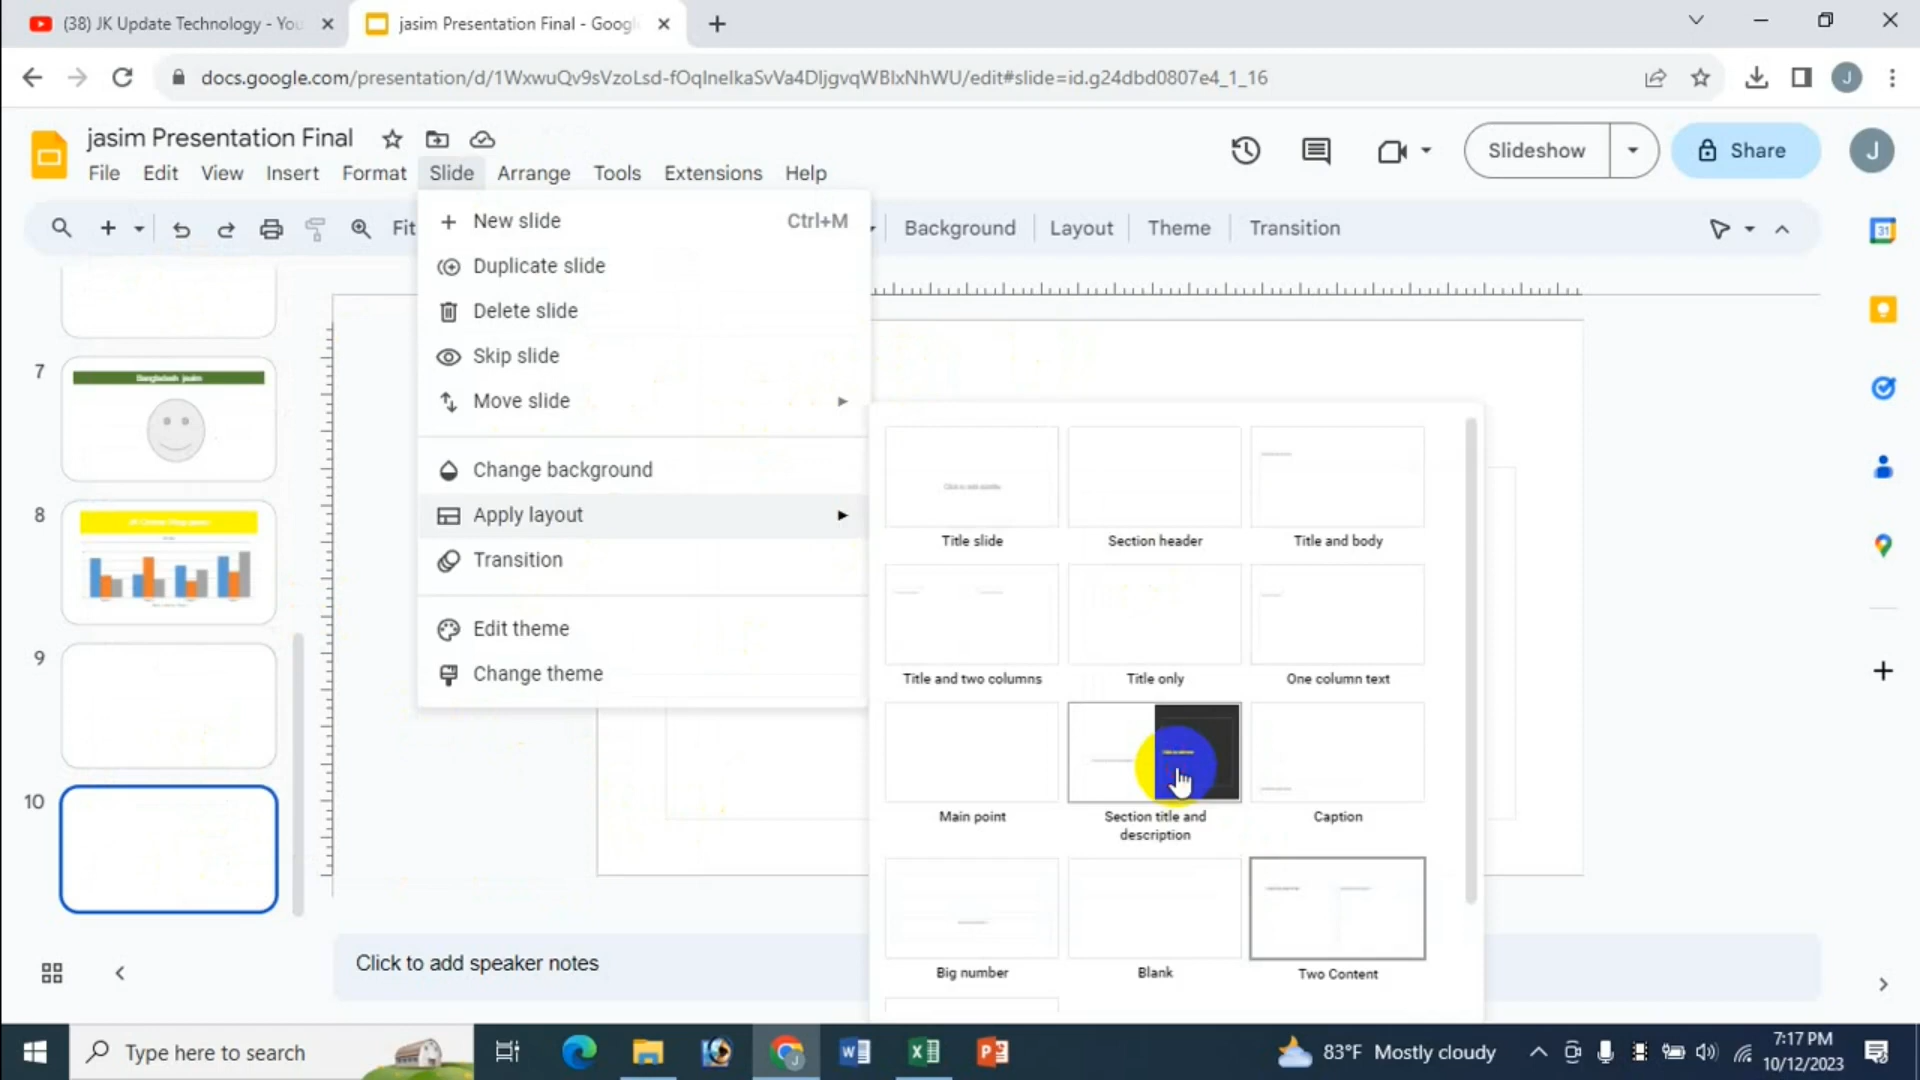 (38) JK Update Technology - You
jasim Presentation Final - Googl
docs.google.com/presentation/d/1WxwuQv9sVzoLsd-fOqIneIkaSvVa4DljgvqWBlxNhWU/edit#slide=id.g24dbd0807e4_1_16
J
jasim Presentation Final
Slideshow
Share
J
File Edit View Insert Format Slide Arrange Tools Extensions Help
Fit
Background
Layout
Theme
Transition
31
New slide Ctrl+M
Duplicate slide
Delete slide
Skip slide
Move slide
Change background
Apply layout
Transition
Edit theme
Change theme
7
Bangladesh jasim
8
9
10
Title slide
Section header
Title and body
Title and two columns
Title only
One column text
Main point
Section title and
description
Caption
Big number
Blank
Two Content
Click to add speaker notes
Type here to search
83°F Mostly cloudy
7:17 PM
10/12/2023